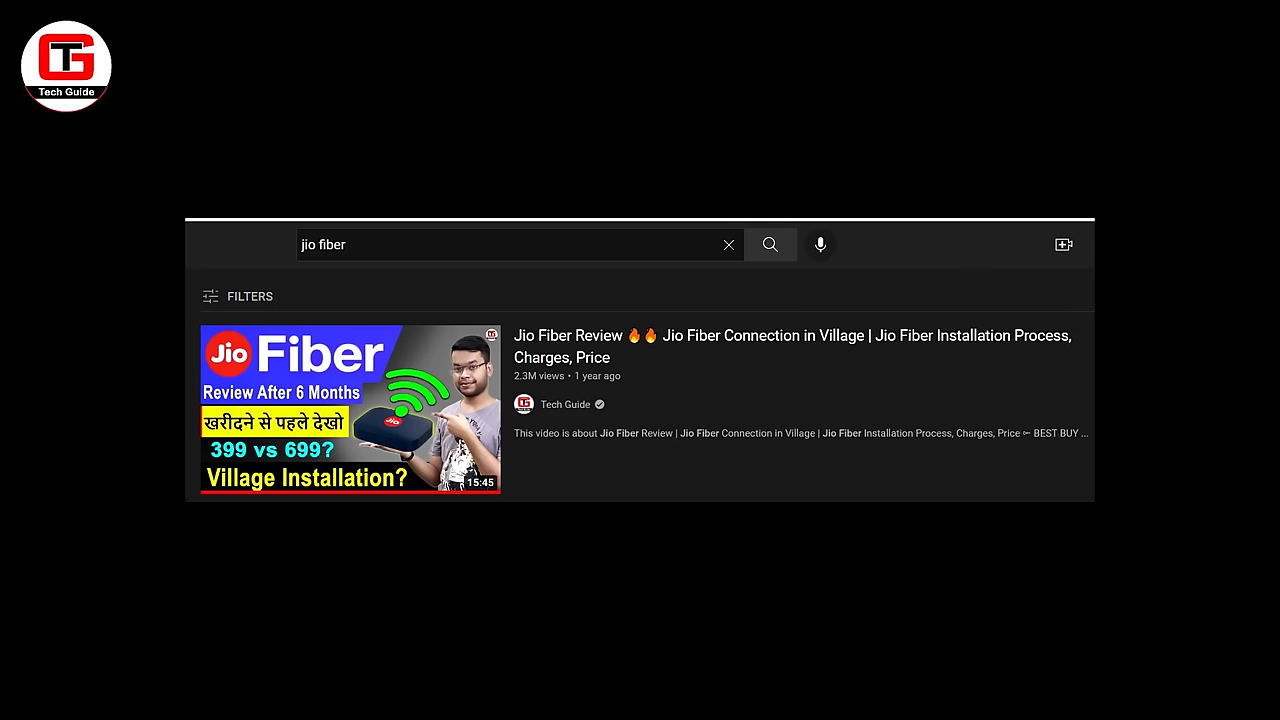 TG
Tech Guide
jio fiber
FILTERS
Jio Fiber
Review After 6 Months
खरीदने से पहले देखो
399 vs 699?
Village Installation?
Jio
15:45
Jio Fiber Review 🔥🔥 Jio Fiber Connection in Village | Jio Fiber Installation Process,
Charges, Price
2.3M views • 1 year ago
Tech Guide
This video is about Jio Fiber Review | Jio Fiber Connection in Village | Jio Fiber Installation Process, Charges, Price ➳ BEST BUY ...